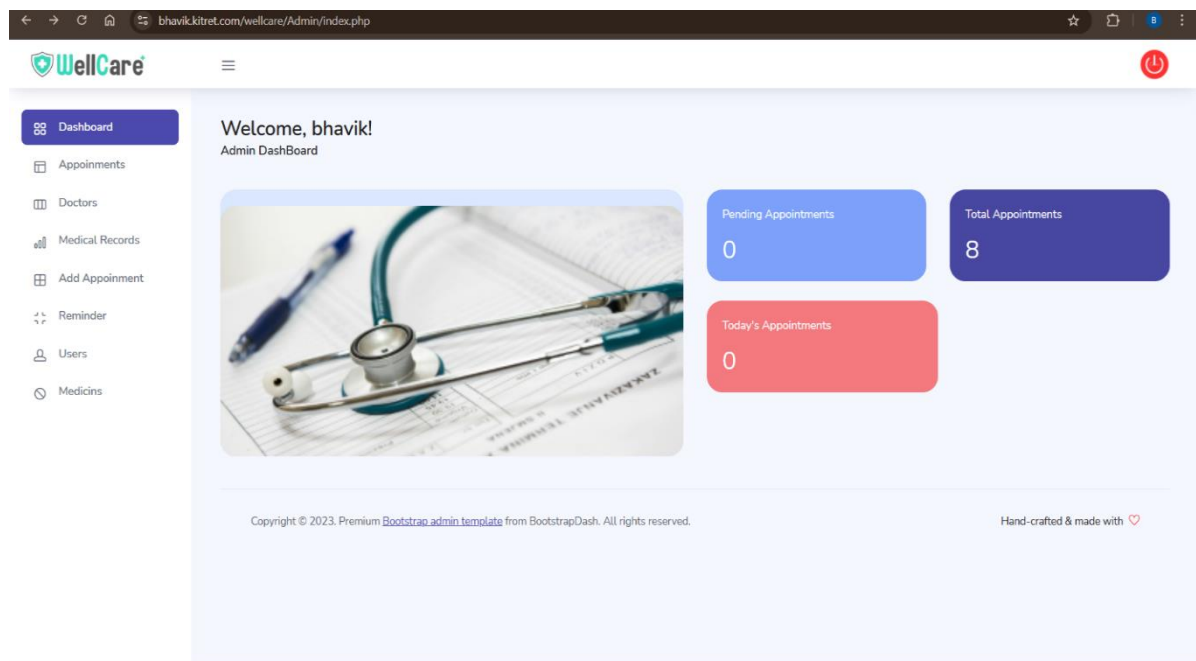 bhavik.kitret.com/wellcare/Admin/index.php
B
WellCare
Dashboard
Appoinments
Doctors
Medical Records
Add Appoinment
Reminder
Users
Medicins
Welcome, bhavik!
Admin DashBoard
Pending Appointments
0
Total Appointments
8
Today's Appointments
0
ZAKAZIVANJE TERMINA
Copyright © 2023. Premium Bootstrap admin template from BootstrapDash. All rights reserved.
Hand-crafted & made with ♡